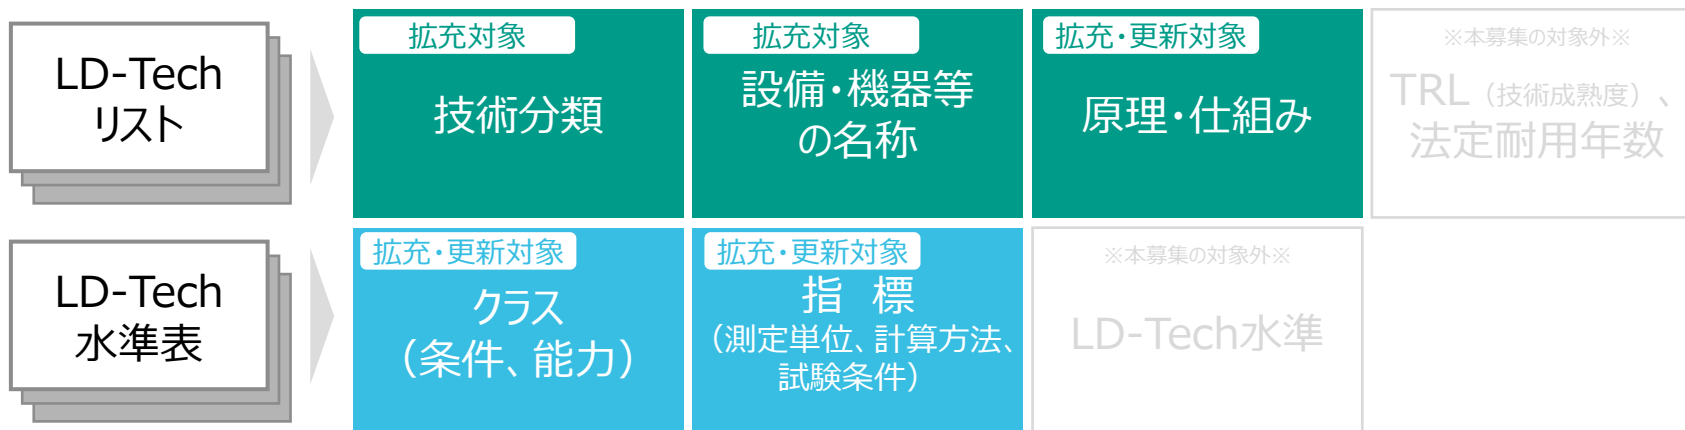 LD-Tech
リスト
拡充対象
技術分類
拡充対象
設備・機器等
の名称
拡充・更新対象
原理・仕組み
※本募集の対象外※
TRL（技術成熟度）、
法定耐用年数
LD-Tech
水準表
拡充・更新対象
クラス
（条件、能力）
拡充・更新対象
指 標
（測定単位、計算方法、
試験条件）
※本募集の対象外※
LD-Tech水準